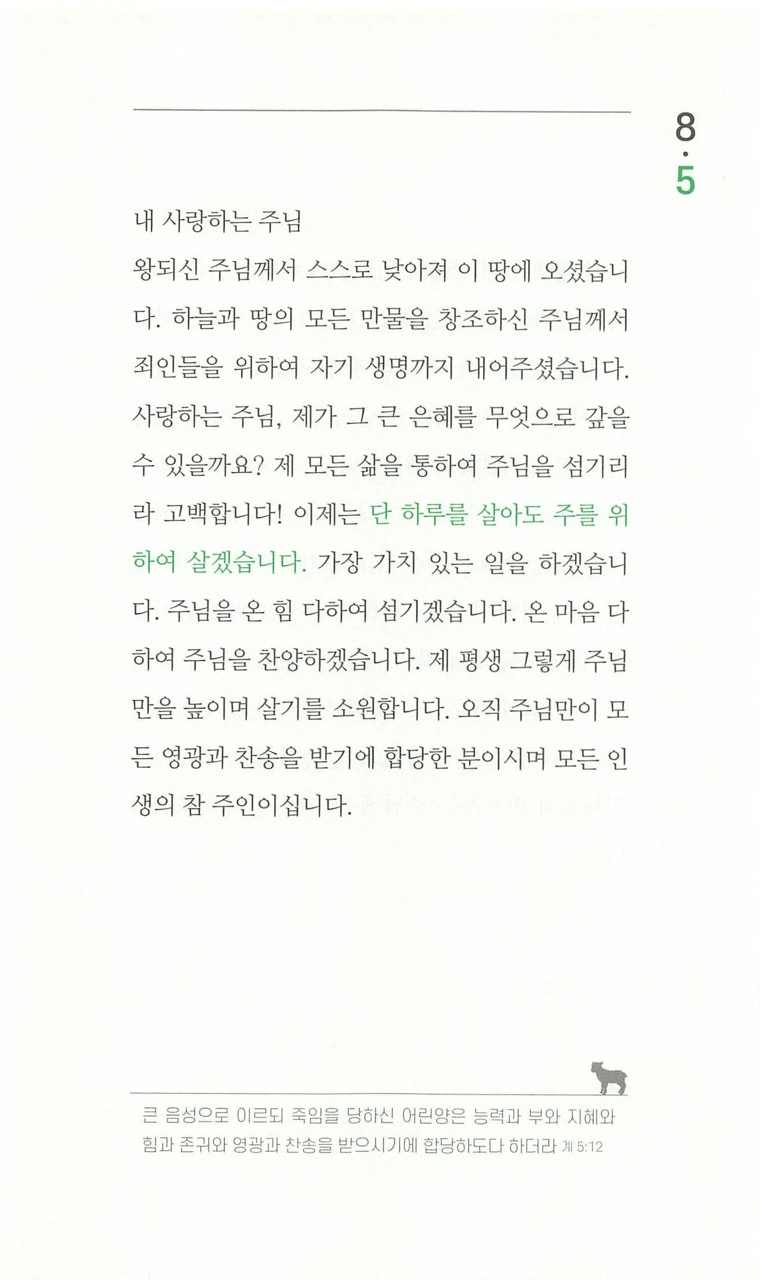 8
·
5
내 사랑하는 주님
왕되신 주님께서 스스로 낮아져 이 땅에 오셨습니
다. 하늘과 땅의 모든 만물을 창조하신 주님께서
죄인들을 위하여 자기 생명까지 내어주셨습니다.
사랑하는 주님, 제가 그 큰 은혜를 무엇으로 갚을
수 있을까요? 제 모든 삶을 통하여 주님을 섬기리
라 고백합니다! 이제는 단 하루를 살아도 주를 위
하여 살겠습니다. 가장 가치 있는 일을 하겠습니
다. 주님을 온 힘 다하여 섬기겠습니다. 온 마음 다
하여 주님을 찬양하겠습니다. 제 평생 그렇게 주님
만을 높이며 살기를 소원합니다. 오직 주님만이 모
든 영광과 찬송을 받기에 합당한 분이시며 모든 인
생의 참 주인이십니다.
큰 음성으로 이르되 죽임을 당하신 어린양은 능력과 부와 지혜와
힘과 존귀와 영광과 찬송을 받으시기에 합당하도다 하더라 계 5:12